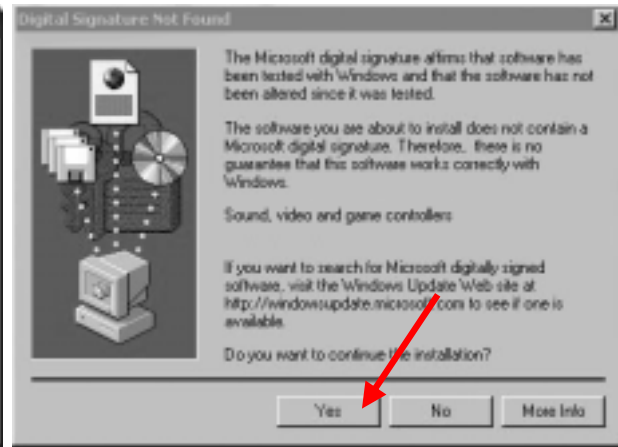 Digital Signature Not Found
The Microsoft digital signature affirms that software has
been tested with Windows and that the software has not
been altered since it was tested.
The software you are about to install does not contain a
Microsoft digital signature. Therefore, there is no
guarantee that this software works correctly with
Windows.
Sound, video and game controllers
If you want to search for Microsoft digitally signed
software, visit the Windows Update Web site at
http://windowsupdate.microsoft.com to see if one is
available.
Do you want to continue the installation?
Yes
No
More Info